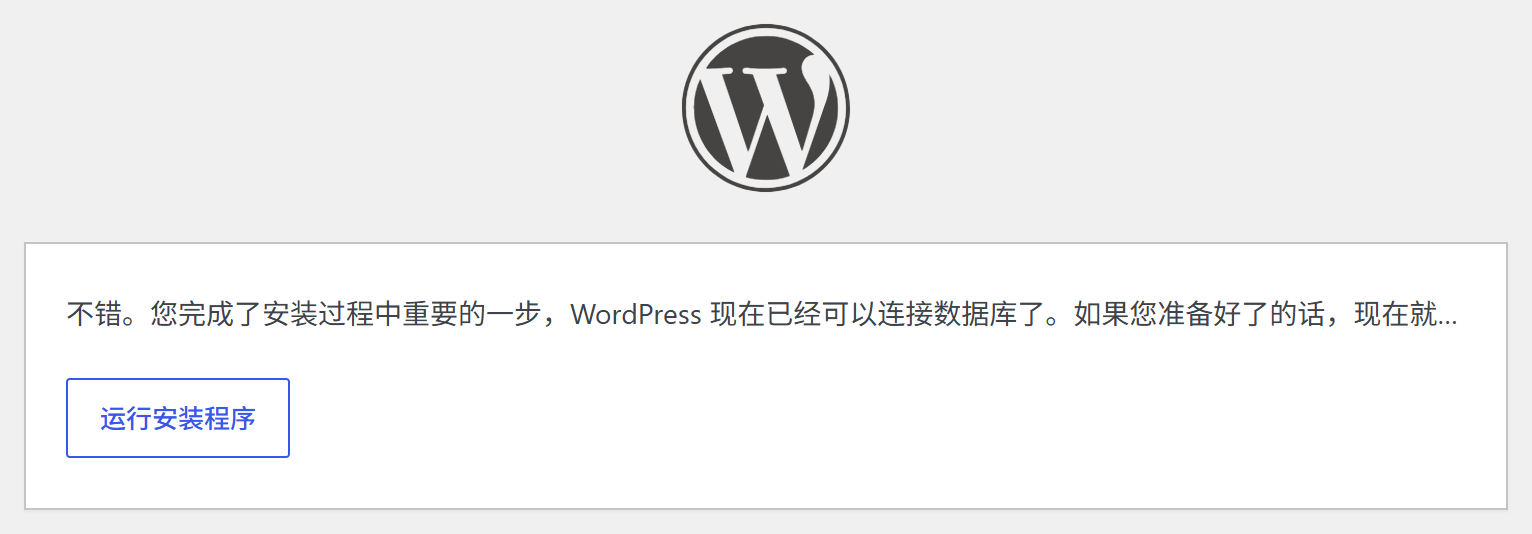 不错。您完成了安装过程中重要的一步，WordPress 现在已经可以连接数据库了。如果您准备好了的话，现在就…
运行安装程序